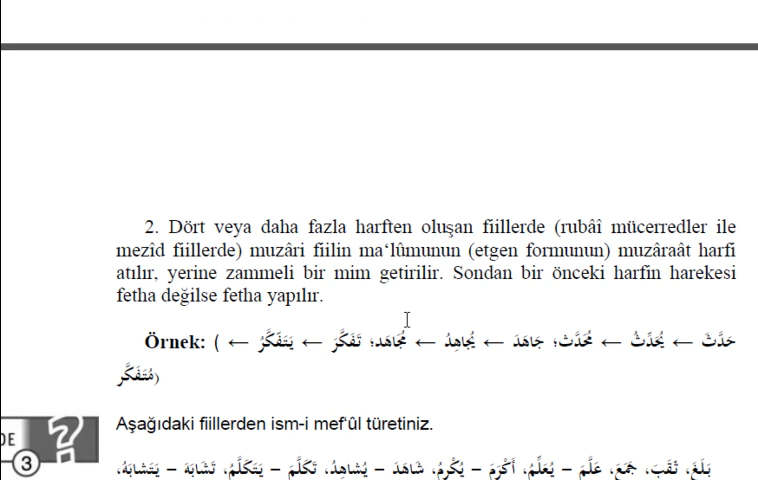 2. Dört veya daha fazla harften oluşan fiillerde (rubâî mücerredler ile
mezîd fiillerde) muzâri fiilin ma‘lûmunun (etgen formunun) muzâraât harfi
atılır, yerine zammeli bir mim getirilir. Sondan bir önceki harfin harekesi
fetha değilse fetha yapılır.
Örnek: ( حَدَّثَ ← يُحَدِّثُ ← مُحَدَّث؛ جَاهَدَ ← يُجَاهِدُ ← مُجَاهَد؛ تَفَكَّرَ ← يَتَفَكَّرُ ←
مُتَفَكَّر)
Aşağıdaki fiillerden ism-i mef'ûl türetiniz.
DE ?
3
بَلَغَ، ثَقَبَ، جَمَعَ، عَلَّمَ – يُعَلِّمُ، أَكْرَمَ – يُكْرِمُ، شَاهَدَ – يُشَاهِدُ، تَكَلَّمَ – يَتَكَلَّمُ، تَشَابَهَ – يَتَشَابَهُ،